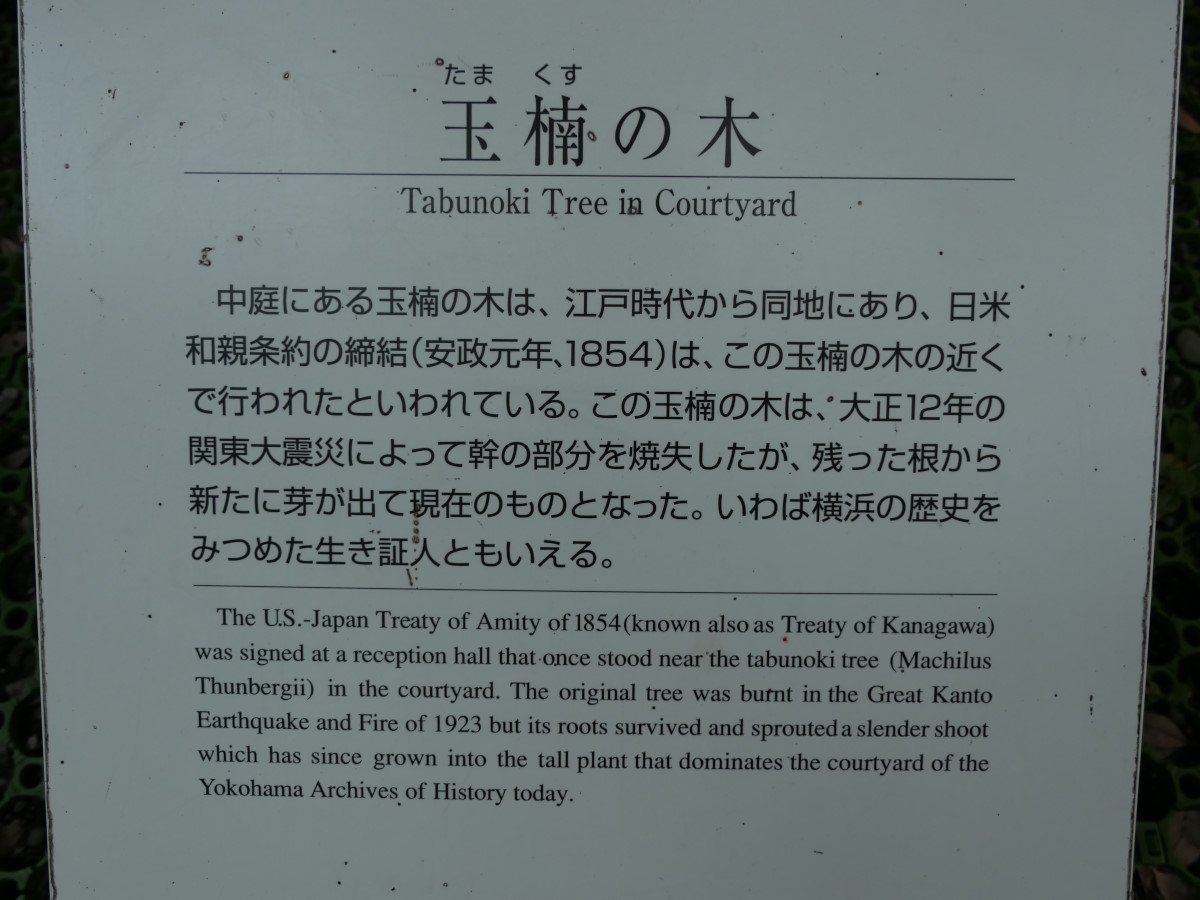 たま くす
玉楠の木
Tabunoki Tree in Courtyard
中庭にある玉楠の木は、江戸時代から同地にあり、日米
和親条約の締結(安政元年、1854)は、この玉楠の木の近く
で行われたといわれている。この玉楠の木は、大正12年の
関東大震災によって幹の部分を焼失したが、残った根から
新たに芽が出て現在のものとなった。いわば横浜の歴史を
みつめた生き証人ともいえる。
The U.S.-Japan Treaty of Amity of 1854(known also as Treaty of Kanagawa)
was signed at a reception hall that once stood near the tabunoki tree (Machilus
Thunbergii) in the courtyard. The original tree was burnt in the Great Kanto
Earthquake and Fire of 1923 but its roots survived and sprouted a slender shoot
which has since grown into the tall plant that dominates the courtyard of the
Yokohama Archives of History today.